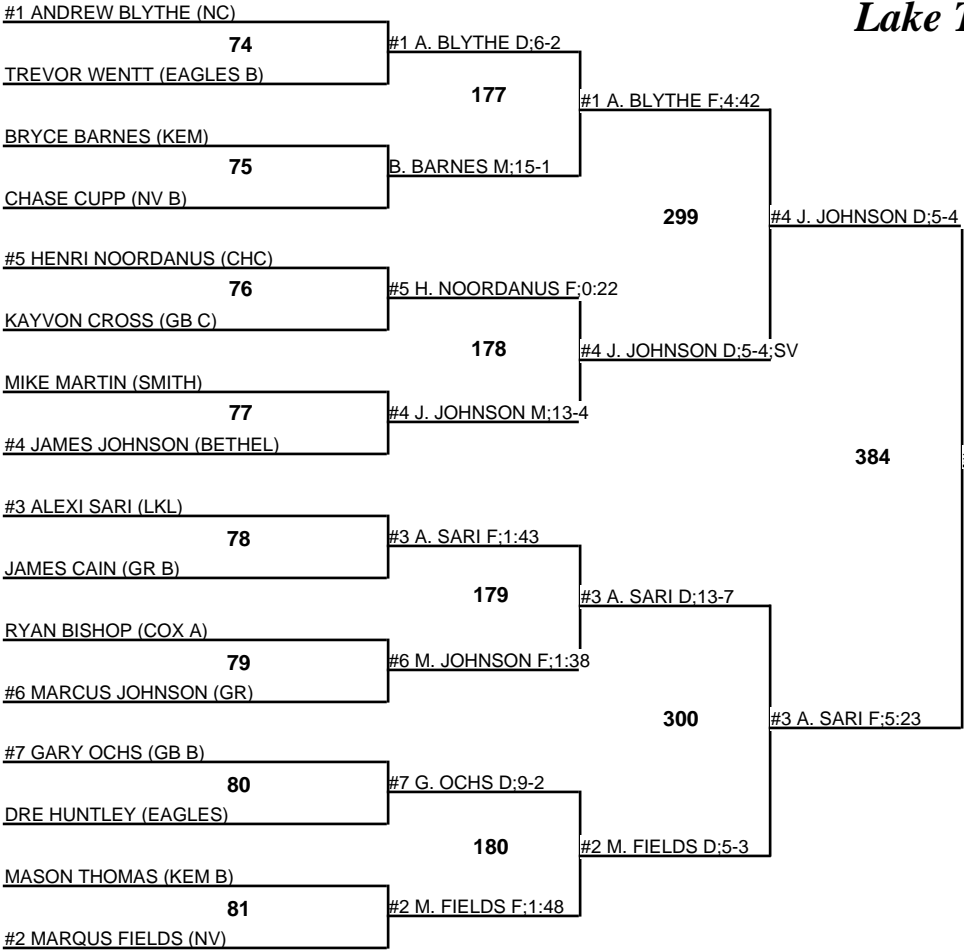 #1 ANDREW BLYTHE (NC)
Lake T
74
#1 A. BLYTHE D;6-2
TREVOR WENTT (EAGLES B)
177
#1 A. BLYTHE F;4:42
BRYCE BARNES (KEM)
75
B. BARNES M;15-1
CHASE CUPP (NV B)
299
#4 J. JOHNSON D;5-4
#5 HENRI NOORDANUS (CHC)
76
#5 H. NOORDANUS F;0:22
KAYVON CROSS (GB C)
178
#4 J. JOHNSON D;5-4;SV
MIKE MARTIN (SMITH)
77
#4 J. JOHNSON M;13-4
#4 JAMES JOHNSON (BETHEL)
384
#3 ALEXI SARI (LKL)
78
#3 A. SARI F;1:43
JAMES CAIN (GR B)
179
#3 A. SARI D;13-7
RYAN BISHOP (COX A)
79
#6 M. JOHNSON F;1:38
#6 MARCUS JOHNSON (GR)
300
#3 A. SARI F;5:23
#7 GARY OCHS (GB B)
80
#7 G. OCHS D;9-2
DRE HUNTLEY (EAGLES)
180
#2 M. FIELDS D;5-3
MASON THOMAS (KEM B)
81
#2 M. FIELDS F;1:48
#2 MARQUS FIELDS (NV)